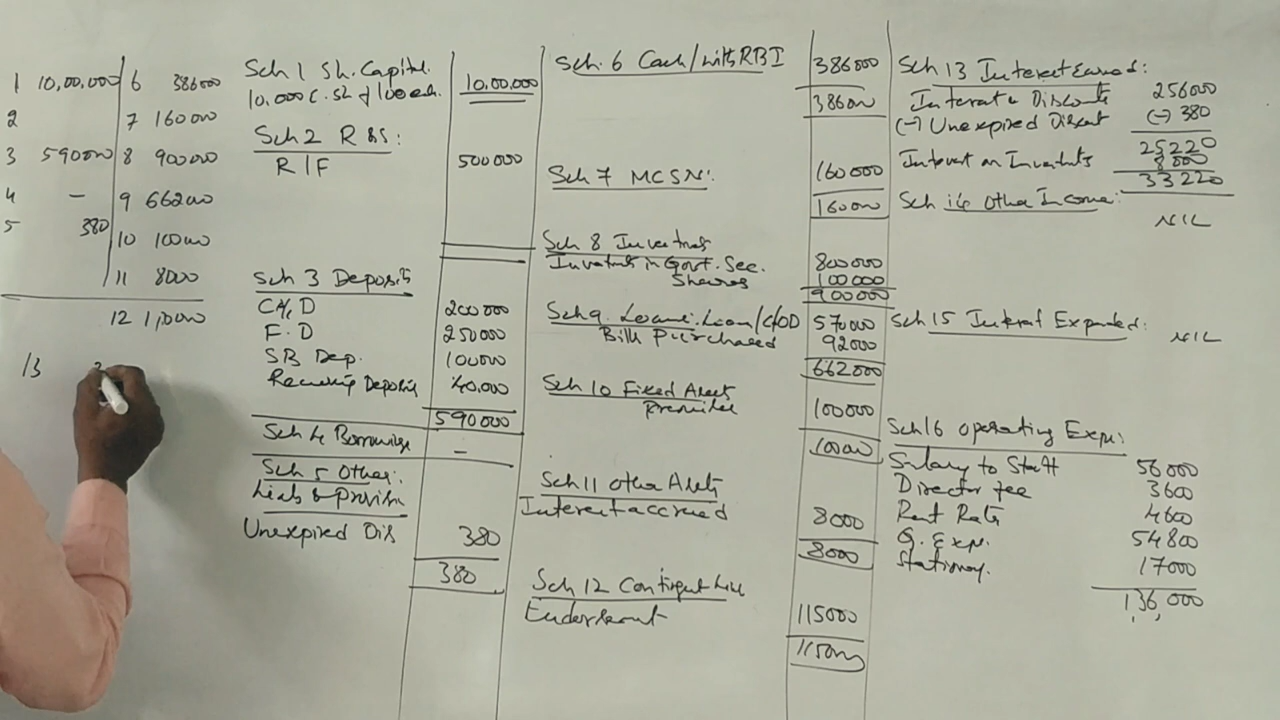 1 10,00,000 6 386000
2 7 160000
3 590000 8 900000
4 - 9 662000
5 380
10 100000
11 8000
12 115000
13
Sch 1 Sh. Capital.
10,000 E. Sh of 100 each. 10,00,000
Sch 2 R &S:
R I F 500000
Sch 3 Deposits
C/A D 200000
F. D 250000
SB Dep. 100000
Recurring Deposits 40,000
590000
Sch 4 Borrowings -
Sch 5 Other:
Liabs & Provision
Unexpired Dis 380
380
Sch. 6 Cash/with RBI 386000
386000
Sch 7 MCSN: 160000
160000
Sch 8 Investments
Investments in Govt. Sec. 800000
Shares 100000
900000
Sch 9. Loans. Loan/C/OD 570000
Bills Purchased 92000
662000
Sch 10 Fixed Assets
Premises 100000
100000
Sch 11 Other Assets
Interest accrued 8000
8000
Sch 12 Contingent Liab
Endorsement 115000
115000
Sch 13 Interest Earned:
Interest & Discounts 256000
(-) Unexpired Discount (-) 380
25220
Interest on Investments 8000
33220
Sch 14 Other Income:
NIL
Sch 15 Interest Expended:
NIL
Sch 16 Operating Expe:
Salary to Staff 56000
Director fee 3600
Rent Rates 4600
G. Exp. 54800
Stationery. 17000
136,000